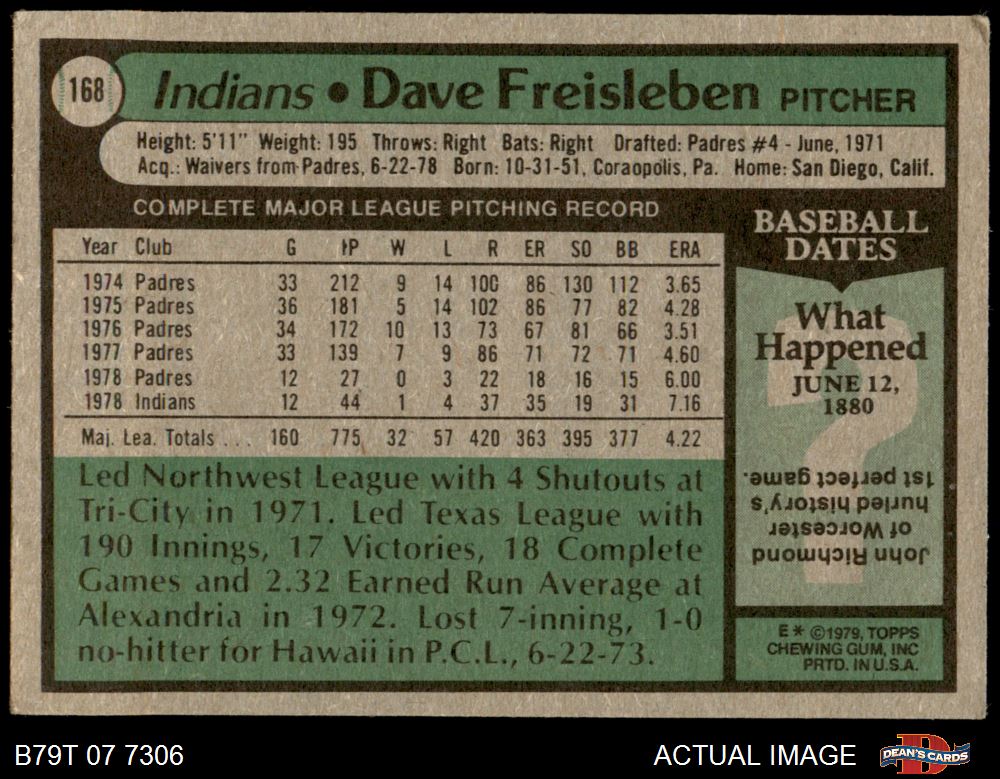 168
Indians • Dave Freisleben PITCHER
Height: 5'11" Weight: 195 Throws: Right Bats: Right Drafted: Padres #4 - June, 1971
Acq.: Waivers from Padres, 6-22-78 Born: 10-31-51, Coraopolis, Pa. Home: San Diego, Calif.
COMPLETE MAJOR LEAGUE PITCHING RECORD
Year Club G IP W L R ER SO BB ERA
1974 Padres 33 212 9 14 100 86 130 112 3.65
1975 Padres 36 181 5 14 102 86 77 82 4.28
1976 Padres 34 172 10 13 73 67 81 66 3.51
1977 Padres 33 139 7 9 86 71 72 71 4.60
1978 Padres 12 27 0 3 22 18 16 15 6.00
1978 Indians 12 44 1 4 37 35 19 31 7.16
Maj. Lea. Totals ... 160 775 32 57 420 363 395 377 4.22
Led Northwest League with 4 Shutouts at
Tri-City in 1971. Led Texas League with
190 Innings, 17 Victories, 18 Complete
Games and 2.32 Earned Run Average at
Alexandria in 1972. Lost 7-inning, 1-0
no-hitter for Hawaii in P.C.L., 6-22-73.
BASEBALL
DATES
What
Happened
JUNE 12,
1880
?
John Richmond
of Worcester
hurled history's
1st perfect game.
E* ©1979, TOPPS
CHEWING GUM, INC
PRTD. IN U.S.A.
B79T 07 7306
ACTUAL IMAGE
D
DEAN'S CARDS